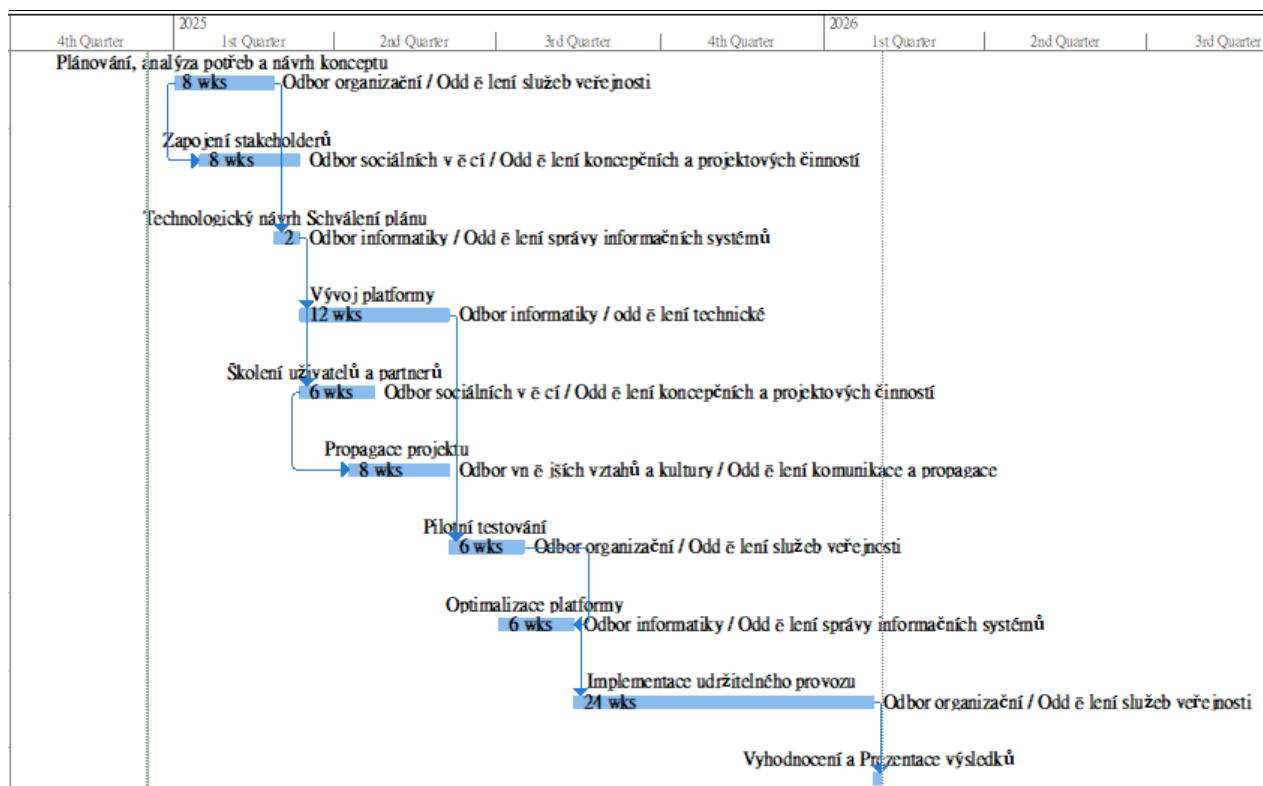 2025 2026
4th Quarter 1st Quarter 2nd Quarter 3rd Quarter 4th Quarter 1st Quarter 2nd Quarter 3rd Quarter
Plánování, analýza potřeb a návrh konceptu
8 wks Odbor organizační / Odd ě lení služeb veřejnosti
Zapojení stakeholderů
8 wks Odbor sociálních v ě cí / Odd ě lení koncepčních a projektových činností
Technologický návrh Schválení plánu
2 Odbor informatiky / Odd ě lení správy informačních systémů
Vývoj platformy
12 wks Odbor informatiky / odd ě lení technické
Školení uživatelů a partnerů
6 wks Odbor sociálních v ě cí / Odd ě lení koncepčních a projektových činností
Propagace projektu
8 wks Odbor vn ě jších vztahů a kultury / Odd ě lení komunikace a propagace
Pilotní testování
6 wks Odbor organizační / Odd ě lení služeb veřejnosti
Optimalizace platformy
6 wks Odbor informatiky / Odd ě lení správy informačních systémů
Implementace udržitelného provozu
24 wks Odbor organizační / Odd ě lení služeb veřejnosti
Vyhodnocení a Prezentace výsledků